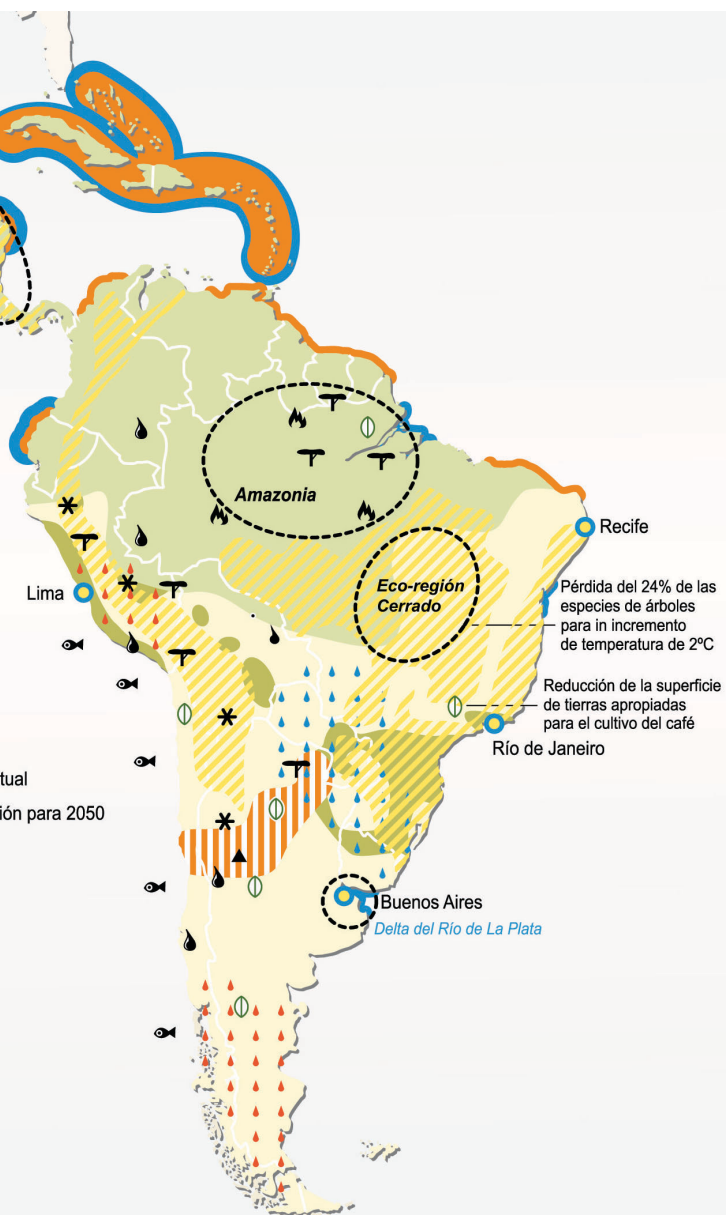 Amazonia
Recife
Eco-región
Cerrado
Lima
Pérdida del 24% de las
especies de árboles
para in incremento
de temperatura de 2ºC
Reducción de la superficie
de tierras apropiadas
para el cultivo del café
Río de Janeiro
tual
ión para 2050
Buenos Aires
Delta del Río de La Plata